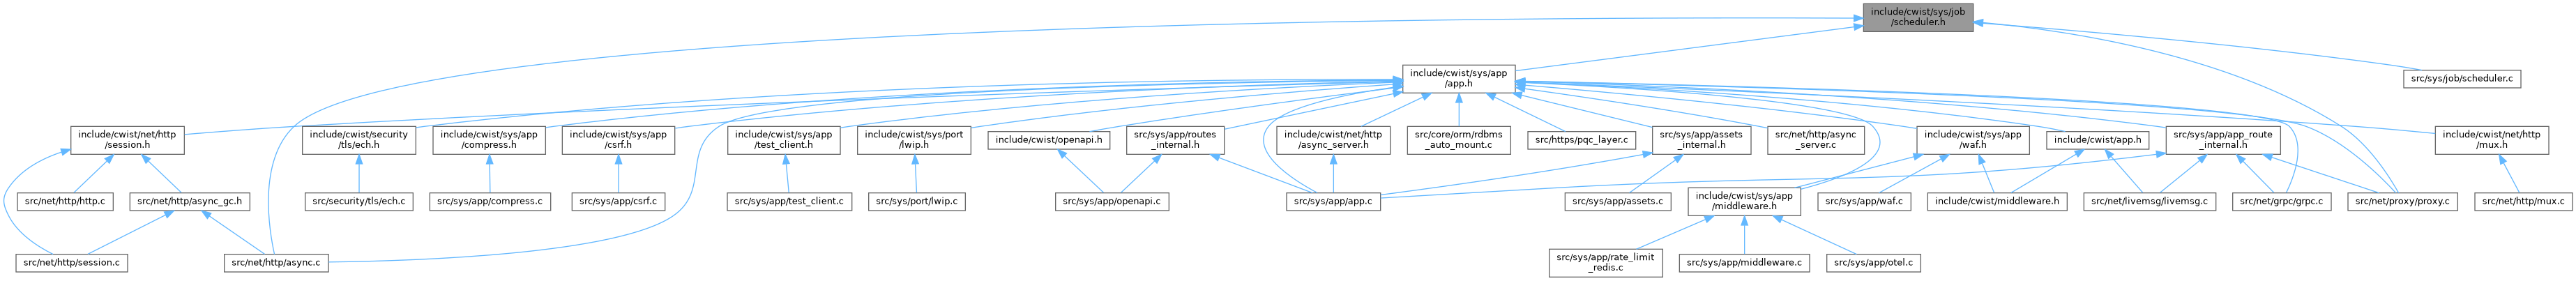 include/cwist/sys/job
/scheduler.h
include/cwist/sys/app
/app.h
src/sys/job/scheduler.c
include/cwist/net/http
/session.h
include/cwist/security
/tls/ech.h
include/cwist/sys/app
/compress.h
include/cwist/sys/app
/csrf.h
include/cwist/sys/app
/test_client.h
include/cwist/sys/port
/lwip.h
include/cwist/openapi.h
src/sys/app/routes
_internal.h
include/cwist/net/http
/async_server.h
src/core/orm/rdbms
_auto_mount.c
src/https/pqc_layer.c
src/sys/app/assets
_internal.h
src/net/http/async
_server.c
include/cwist/sys/app
/waf.h
include/cwist/app.h
src/sys/app/app_route
_internal.h
include/cwist/net/http
/mux.h
src/net/http/http.c
src/net/http/async_gc.h
src/security/tls/ech.c
src/sys/app/compress.c
src/sys/app/csrf.c
src/sys/app/test_client.c
src/sys/port/lwip.c
src/sys/app/openapi.c
src/sys/app/app.c
src/sys/app/assets.c
include/cwist/sys/app
/middleware.h
src/sys/app/waf.c
include/cwist/middleware.h
src/net/livemsg/livemsg.c
src/net/grpc/grpc.c
src/net/proxy/proxy.c
src/net/http/mux.c
src/net/http/session.c
src/net/http/async.c
src/sys/app/rate_limit
_redis.c
src/sys/app/middleware.c
src/sys/app/otel.c